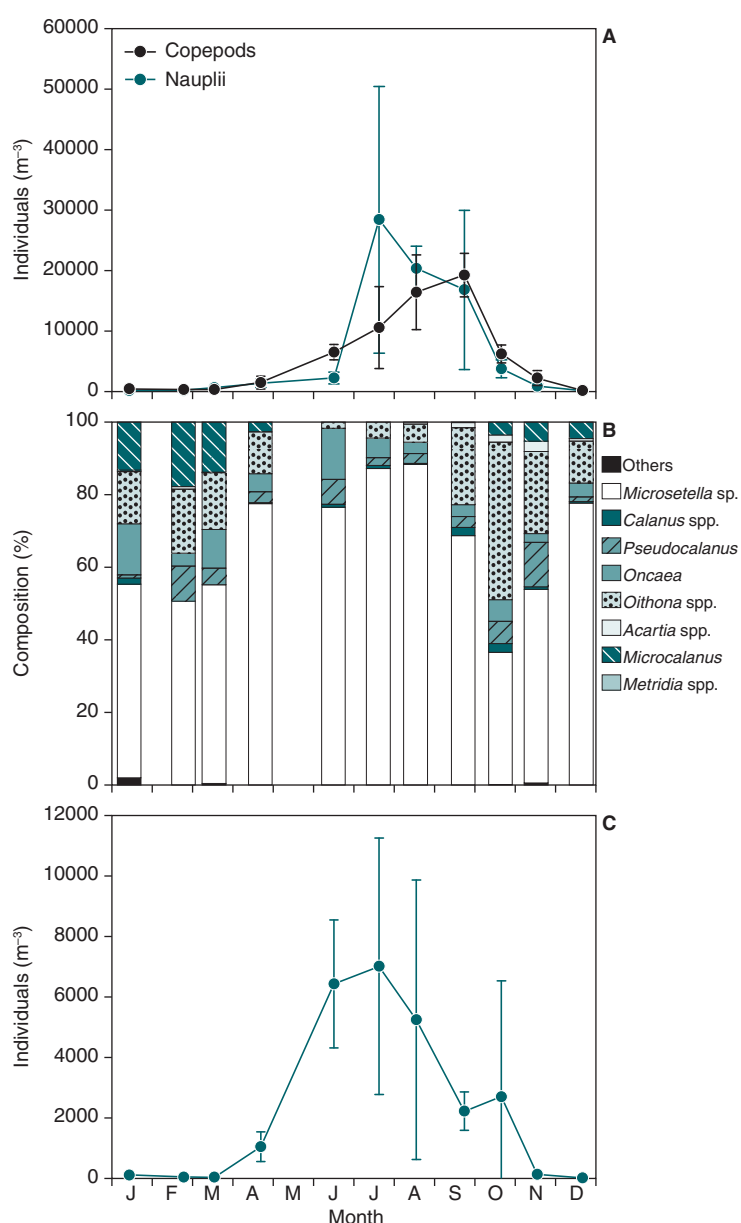 60000
50000
40000
30000
20000
10000
0
Individuals (m⁻³)
A
Copepods
Nauplii
100
80
60
40
20
0
Composition (%)
B
Others
Microsetella sp.
Calanus spp.
Pseudocalanus
Oncaea
Oithona spp.
Acartia spp.
Microcalanus
Metridia spp.
12000
10000
8000
6000
4000
2000
0
Individuals (m⁻³)
C
J F M A M J J A S O N D
Month